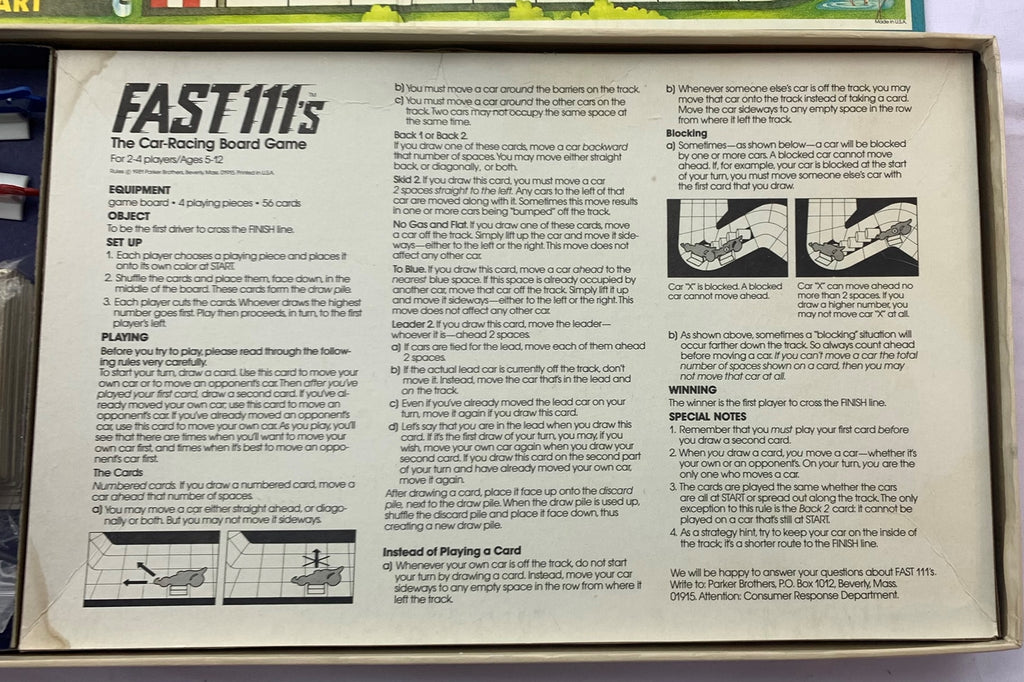 ART
Made in U.S.A.
FAST 111's™
The Car-Racing Board Game
For 2-4 players/Ages 5-12
Rules © 1981 Parker Brothers, Beverly, Mass. 01915. Printed in U.S.A.
EQUIPMENT
game board • 4 playing pieces • 56 cards
OBJECT
To be the first driver to cross the FINISH line.
SET UP
1. Each player chooses a playing piece and places it
onto its own color at START.
2. Shuffle the cards and place them, face down, in the
middle of the board. These cards form the draw pile.
3. Each player cuts the cards. Whoever draws the highest
number goes first. Play then proceeds, in turn, to the first
player's left.
PLAYING
Before you try to play, please read through the follow-
ing rules very carefully.
To start your turn, draw a card. Use this card to move your
own car or to move an opponent's car. Then after you've
played your first card, draw a second card. If you've al-
ready moved your own car, use this card to move an
opponent's car. If you've already moved an opponent's
car, use this card to move your own car. As you play, you'll
see that there are times when you'll want to move your
own car first, and times when it's best to move an oppo-
nent's car first.
The Cards
Numbered cards. If you draw a numbered card, move a
car ahead that number of spaces.
a) You may move a car either straight ahead, or diago-
nally or both. But you may not move it sideways.
b) You must move a car around the barriers on the track.
c) You must move a car around the other cars on the
track. Two cars may not occupy the same space at
the same time.
Back 1 or Back 2.
If you draw one of these cards, move a car backward
that number of spaces. You may move either straight
back, or diagonally, or both.
Skid 2. If you draw this card, you must move a car
2 spaces straight to the left. Any cars to the left of that
car are moved along with it. Sometimes this move results
in one or more cars being "bumped" off the track.
No Gas and Flat. If you draw one of these cards, move
a car off the track. Simply lift up the car and move it side-
ways—either to the left or the right. This move does not
affect any other car.
To Blue. If you draw this card, move a car ahead to the
nearest blue space. If this space is already occupied by
another car, move that car off the track. Simply lift it up
and move it sideways—either to the left or the right. This
move does not affect any other car.
Leader 2. If you draw this card, move the leader—
whoever it is—ahead 2 spaces.
a) If cars are tied for the lead, move each of them ahead
2 spaces.
b) If the actual lead car is currently off the track, don't
move it. Instead, move the car that's in the lead and
on the track.
c) Even if you've already moved the lead car on your
turn, move it again if you draw this card.
d) Let's say that you are in the lead when you draw this
card. If it's the first draw of your turn, you may, if you
wish, move your own car again when you draw your
second card. If you draw this card on the second part
of your turn and have already moved your own car,
move it again.
After drawing a card, place it face up onto the discard
pile, next to the draw pile. When the draw pile is used up,
shuffle the discard pile and place it face down, thus
creating a new draw pile.
Instead of Playing a Card
a) Whenever your own car is off the track, do not start
your turn by drawing a card. Instead, move your car
sideways to any empty space in the row from where it
left the track.
b) Whenever someone else's car is off the track, you may
move that car onto the track instead of taking a card.
Move the car sideways to any empty space in the row
from where it left the track.
Blocking
a) Sometimes—as shown below—a car will be blocked
by one or more cars. A blocked car cannot move
ahead. If, for example, your car is blocked at the start
of your turn, you must move someone else's car with
the first card that you draw.
Car "X" is blocked. A blocked
car cannot move ahead.
Car "X" can move ahead no
more than 2 spaces. If you
draw a higher number, you
may not move car "X" at all.
b) As shown above, sometimes a "blocking" situation will
occur farther down the track. So always count ahead
before moving a car. If you can't move a car the total
number of spaces shown on a card, then you may
not move that car at all.
WINNING
The winner is the first player to cross the FINISH line.
SPECIAL NOTES
1. Remember that you must play your first card before
you draw a second card.
2. When you draw a card, you move a car—whether it's
your own or an opponent's. On your turn, you are the
only one who moves a car.
3. The cards are played the same whether the cars
are all at START or spread out along the track. The only
exception to this rule is the Back 2 card: it cannot be
played on a car that's still at START.
4. As a strategy hint, try to keep your car on the inside of
the track; it's a shorter route to the FINISH line.
We will be happy to answer your questions about FAST 111's.
Write to: Parker Brothers, P.O. Box 1012, Beverly, Mass.
01915. Attention: Consumer Response Department.